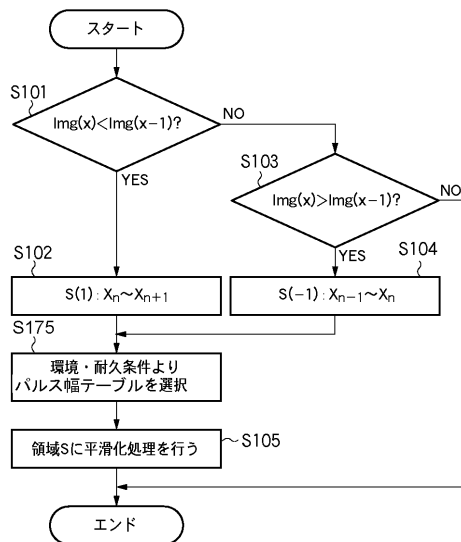 スタート
S101
Img(x)<Img(x−1)?
NO
YES
S103
Img(x)>Img(x−1)?
NO
YES
S102
S(1):Xn～Xn+1
S104
S(−1):Xn−1～Xn
S175
環境・耐久条件より
パルス幅テーブルを選択
領域Sに平滑化処理を行う
S105
エンド